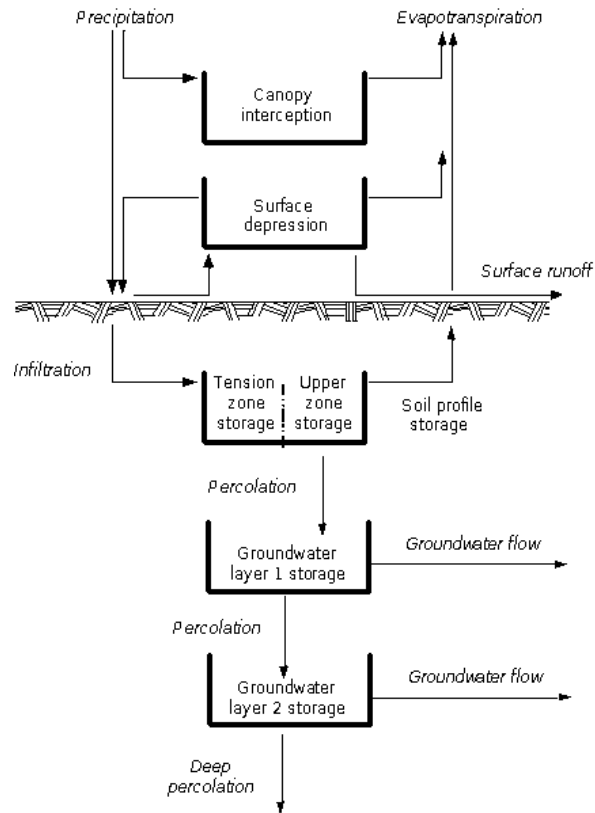 Precipitation
Evapotranspiration
Canopy
interception
Surface
depression
Surface runoff
Infiltration
Tension
zone
storage
Upper
zone
storage
Soil profile
storage
Percolation
Groundwater
layer 1 storage
Groundwater flow
Percolation
Groundwater
layer 2 storage
Groundwater flow
Deep
percolation